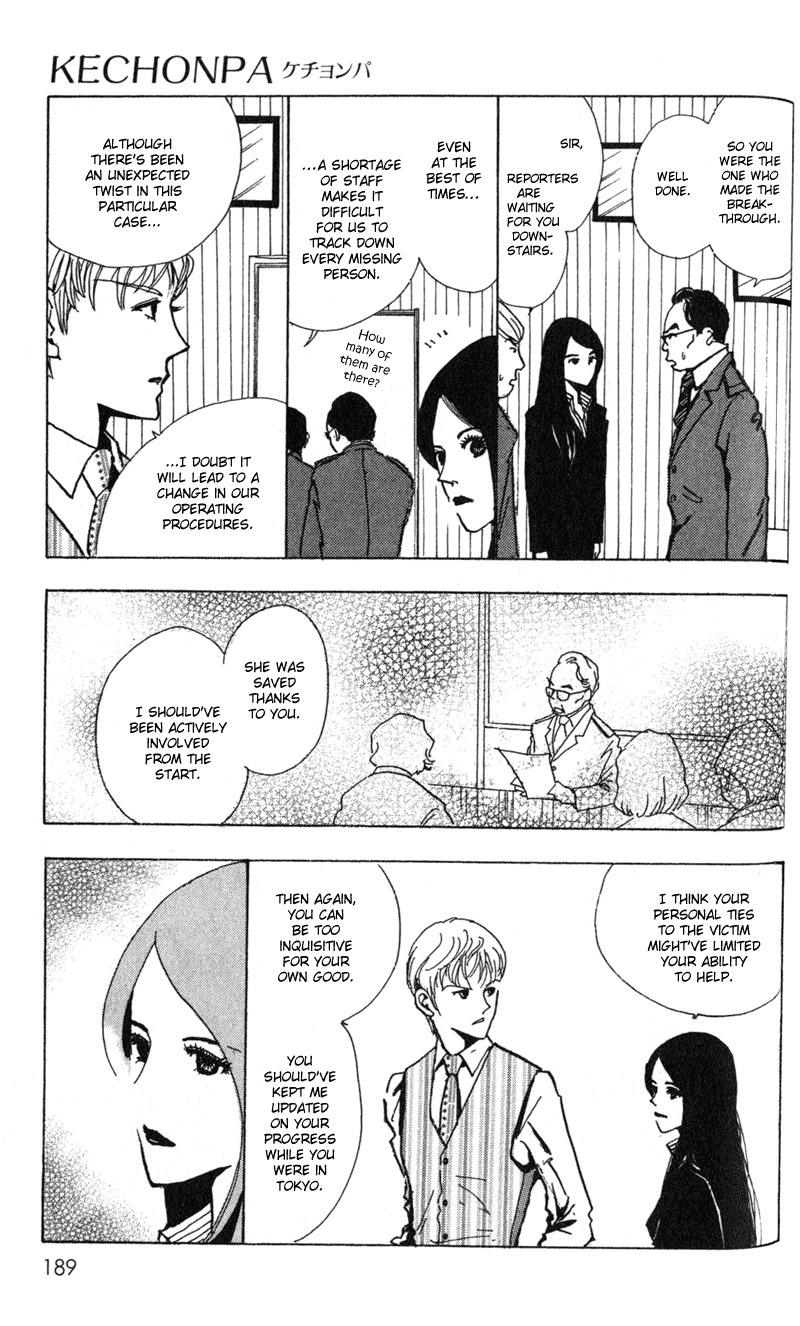 KECHONPA ケチョンパ
SO YOU
WERE THE
ONE WHO
MADE THE
BREAK-
THROUGH.
WELL
DONE.
SIR,
REPORTERS
ARE
WAITING
FOR YOU
DOWN-
STAIRS.
EVEN
AT THE
BEST OF
TIMES...
...A SHORTAGE
OF STAFF
MAKES IT
DIFFICULT
FOR US TO
TRACK DOWN
EVERY MISSING
PERSON.
How
many of
them are
there?
ALTHOUGH
THERE'S BEEN
AN UNEXPECTED
TWIST IN THIS
PARTICULAR
CASE...
...I DOUBT IT
WILL LEAD TO A
CHANGE IN OUR
OPERATING
PROCEDURES.
SHE WAS
SAVED
THANKS
TO YOU.
I SHOULD'VE
BEEN ACTIVELY
INVOLVED
FROM THE
START.
I THINK YOUR
PERSONAL TIES
TO THE VICTIM
MIGHT'VE LIMITED
YOUR ABILITY
TO HELP.
THEN AGAIN,
YOU CAN
BE TOO
INQUISITIVE
FOR YOUR
OWN GOOD.
YOU
SHOULD'VE
KEPT ME
UPDATED
ON YOUR
PROGRESS
WHILE YOU
WERE IN
TOKYO.
189